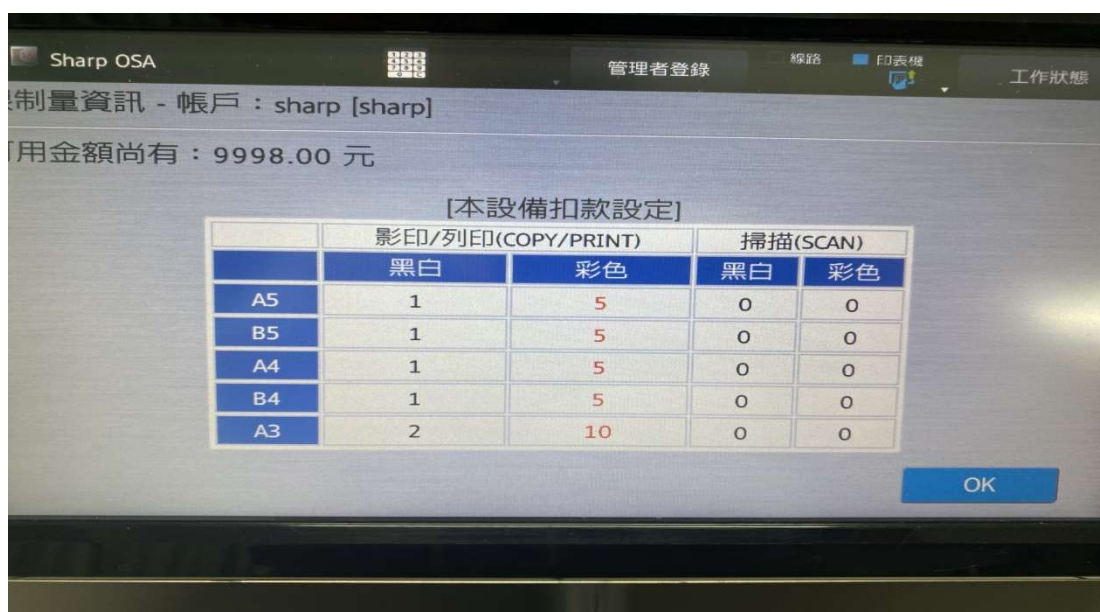 Sharp OSA 管理者登錄 線路 印表機 工作狀態
制量資訊 - 帳戶：sharp [sharp]
用金額尚有：9998.00 元
[本設備扣款設定]
影印/列印(COPY/PRINT) 掃描(SCAN)
黑白 彩色 黑白 彩色
A5 1 5 0 0
B5 1 5 0 0
A4 1 5 0 0
B4 1 5 0 0
A3 2 10 0 0
OK